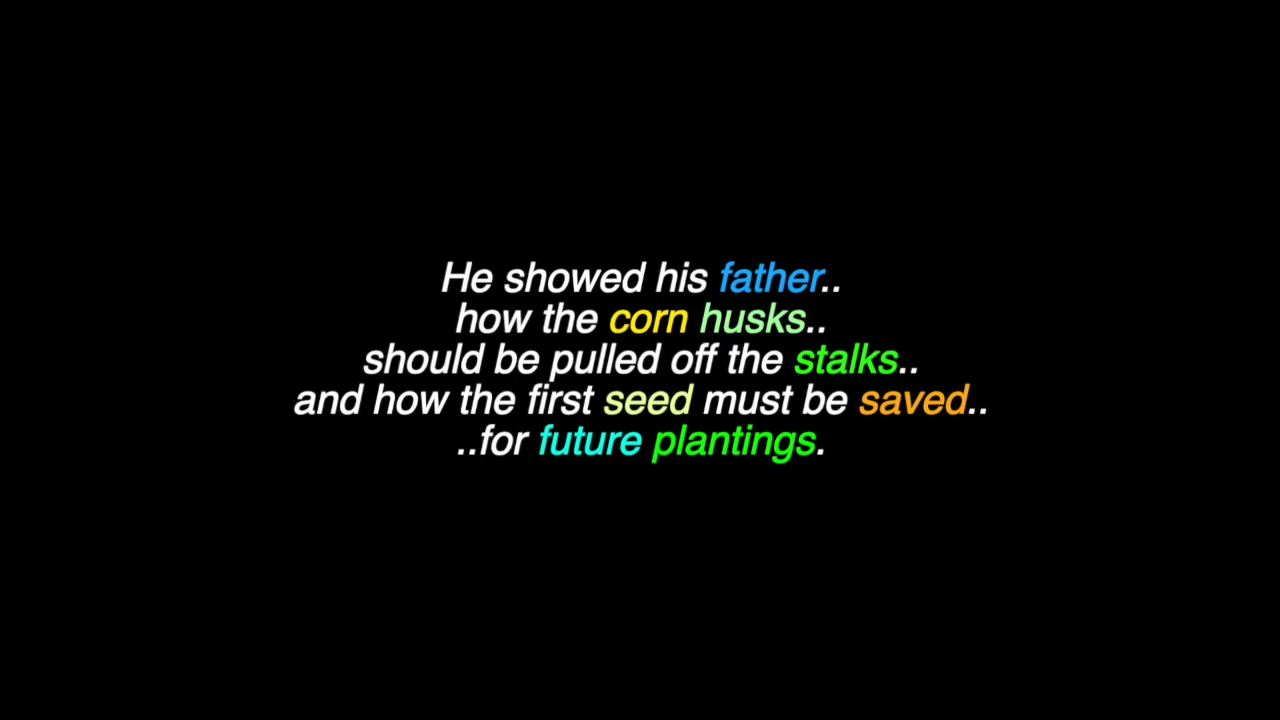 He showed his father..
how the corn husks..
should be pulled off the stalks..
and how the first seed must be saved..
..for future plantings.